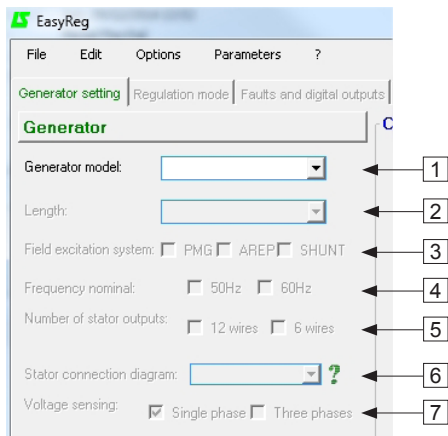 EasyReg
File Edit Options Parameters ?
Generator setting Regulation mode Faults and digital outputs
Generator
C
Generator model: 1
Length: 2
Field excitation system: PMG AREP SHUNT 3
Frequency nominal: 50Hz 60Hz 4
Number of stator outputs: 12 wires 6 wires 5
Stator connection diagram: ? 6
Voltage sensing: Single phase Three phases 7